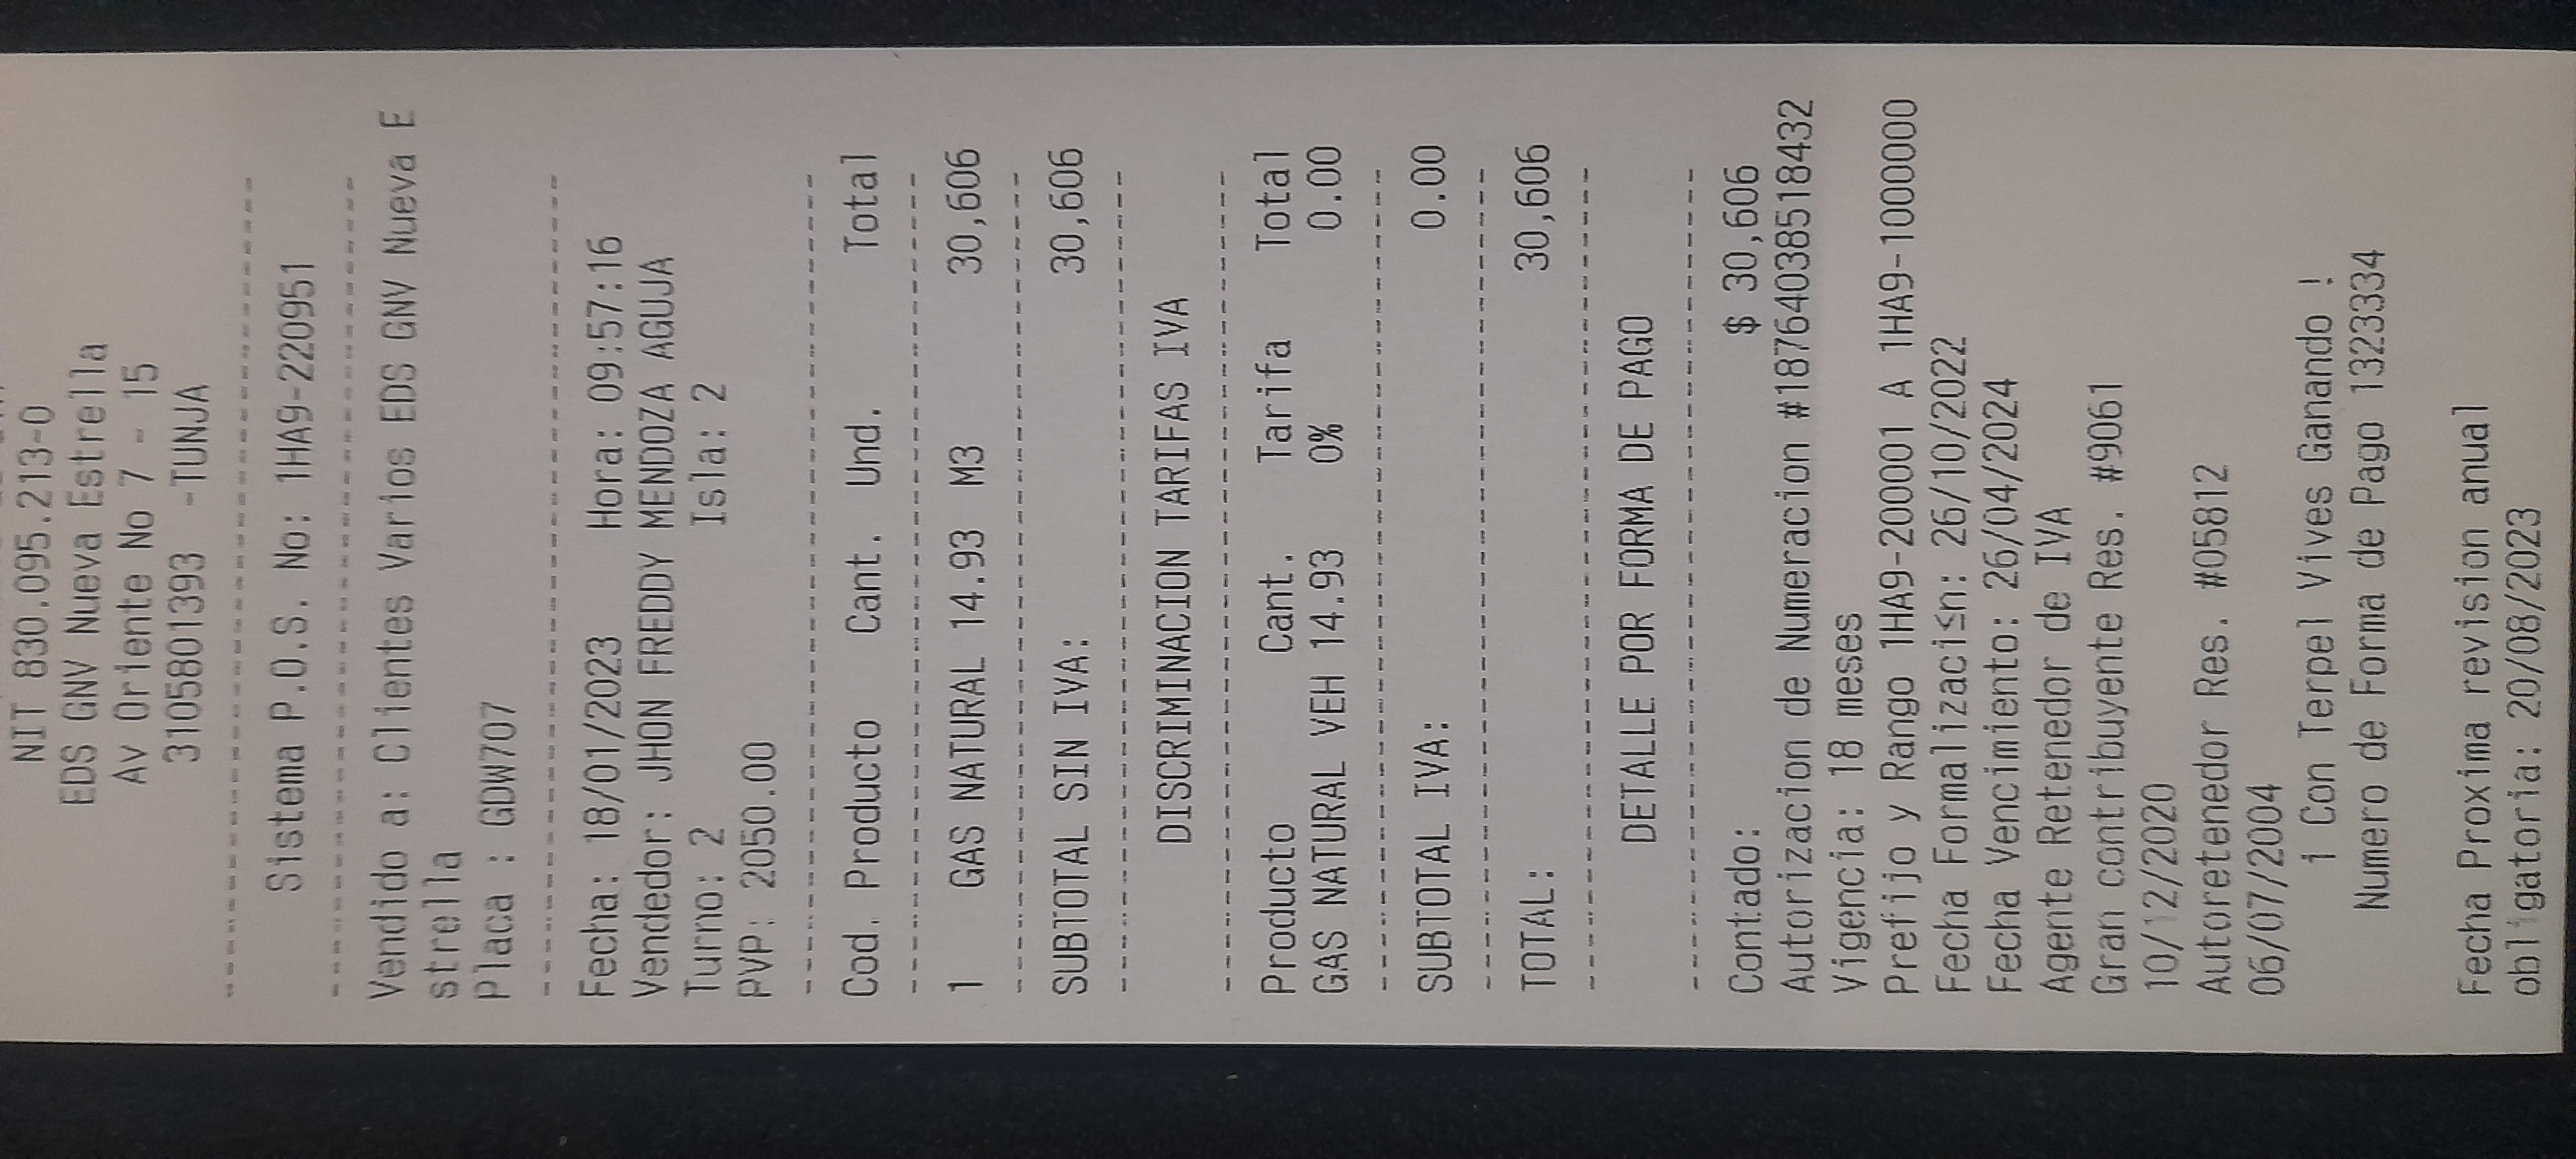 NIT 830.095.213-0
EDS GNV Nueva Estrella
Av Oriente No 7 - 15
3105801393 -TUNJA
--------------------------------
Sistema P.O.S. No: 1HA9-220951
--------------------------------
Vendido a: Clientes Varios EDS GNV Nueva E
strella
Placa : GDW707
--------------------------------
Fecha: 18/01/2023 Hora: 09:57:16
Vendedor: JHON FREDDY MENDOZA AGUJA
Turno: 2 Isla: 2
PVP: 2050.00
--------------------------------
Cod. Producto Cant. Und. Total
--------------------------------
1 GAS NATURAL 14.93 M3 30,606
--------------------------------
SUBTOTAL SIN IVA: 30,606
--------------------------------
DISCRIMINACION TARIFAS IVA
--------------------------------
Producto Cant. Tarifa Total
GAS NATURAL VEH 14.93 0% 0.00
--------------------------------
SUBTOTAL IVA: 0.00
--------------------------------
TOTAL: 30,606
--------------------------------
DETALLE POR FORMA DE PAGO
--------------------------------
Contado: $ 30,606
Autorizacion de Numeracion #18764038518432
Vigencia: 18 meses
Prefijo y Rango 1HA9-200001 A 1HA9-1000000
Fecha Formalizaci≤n: 26/10/2022
Fecha Vencimiento: 26/04/2024
Agente Retenedor de IVA
Gran contribuyente Res. #9061
10/12/2020
Autoretenedor Res. #05812
06/07/2004
¡ Con Terpel Vives Ganando !
Numero de Forma de Pago 1323334
Fecha Proxima revision anual
obligatoria: 20/08/2023